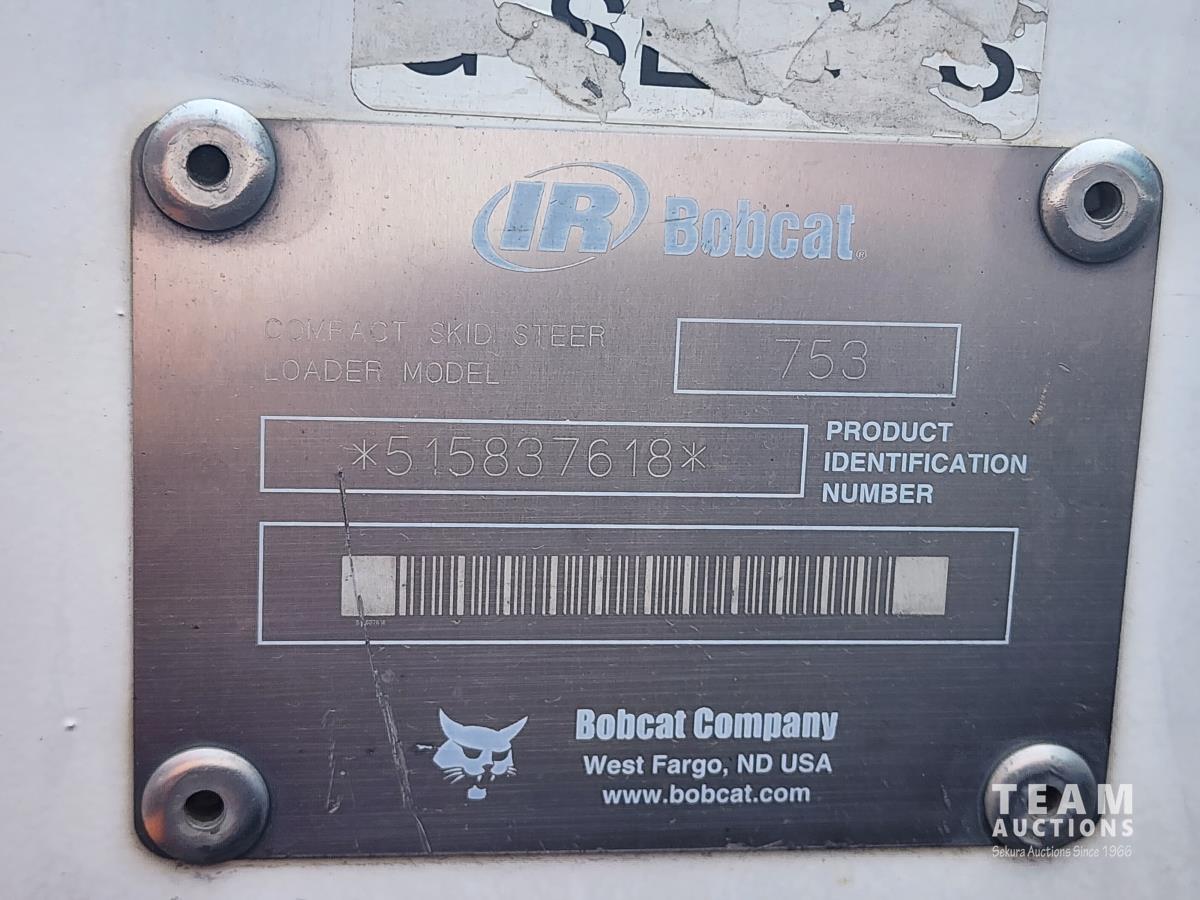 IR Bobcat®
COMPACT SKID STEER
LOADER MODEL
753
*515837618*
PRODUCT
IDENTIFICATION
NUMBER
Bobcat Company
West Fargo, ND USA
www.bobcat.com
TEAM
AUCTIONS
Sekura Auctions Since 1966